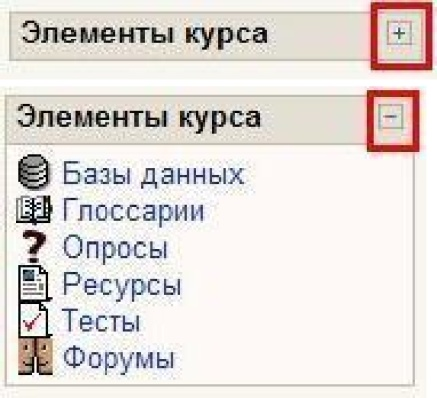 Элементы курса
Элементы курса
Базы данных
Глоссарии
Опросы
Ресурсы
Тесты
Форумы